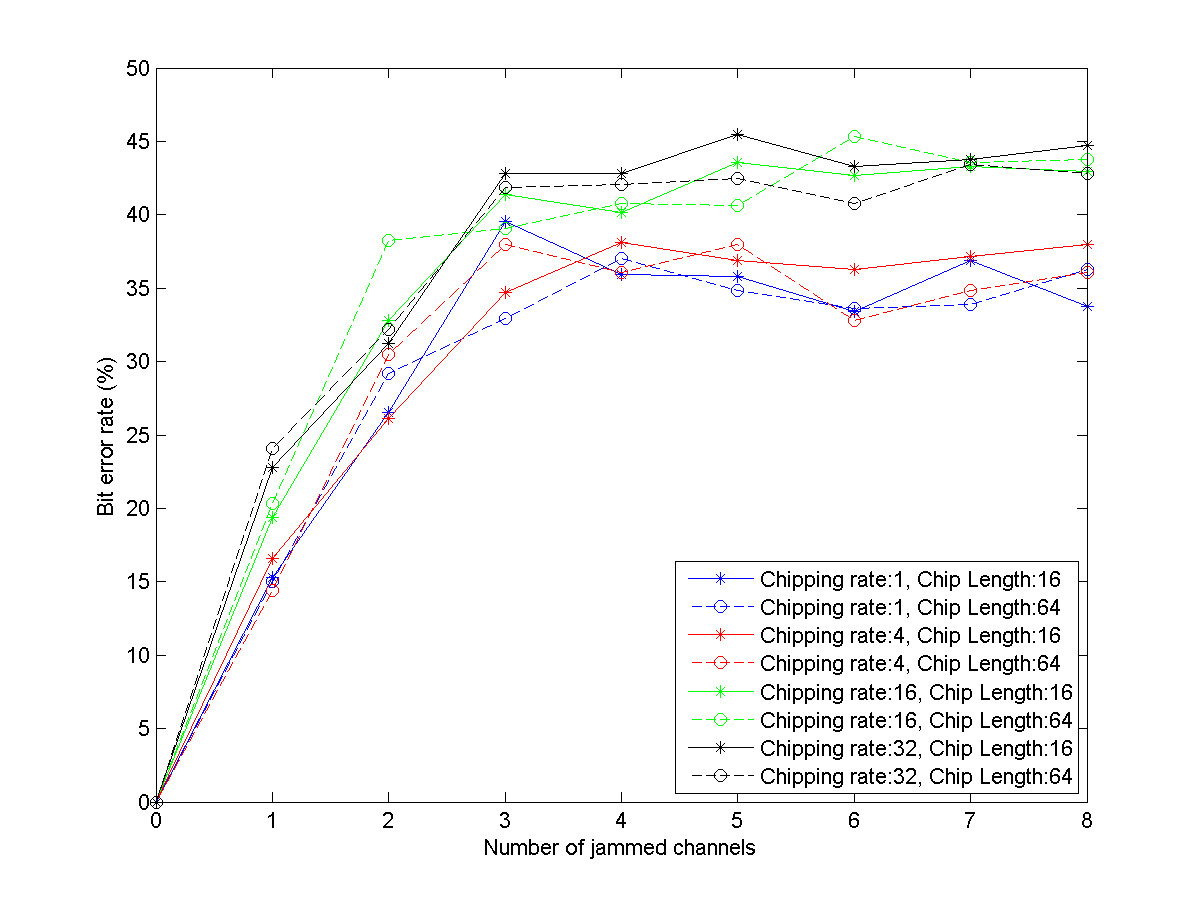 50
45
40
35
30
25
20
15
10
5
0
Bit error rate (%)
0 1 2 3 4 5 6 7 8
Number of jammed channels
Chipping rate:1, Chip Length:16
Chipping rate:1, Chip Length:64
Chipping rate:4, Chip Length:16
Chipping rate:4, Chip Length:64
Chipping rate:16, Chip Length:16
Chipping rate:16, Chip Length:64
Chipping rate:32, Chip Length:16
Chipping rate:32, Chip Length:64